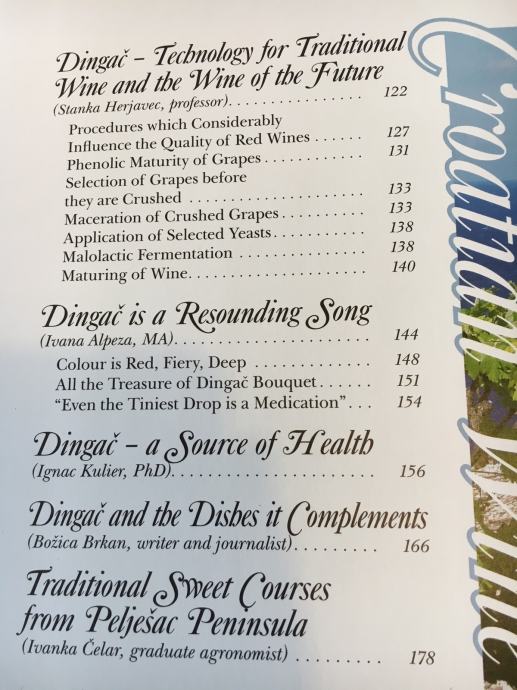 Dingač – Technology for Traditional
Wine and the Wine of the Future
(Stanka Herjavec, professor). . . . . . . . . . . . . . . . 122
Procedures which Considerably
Influence the Quality of Red Wines . . . . . . 127
Phenolic Maturity of Grapes . . . . . . . . . . . . 131
Selection of Grapes before
they are Crushed . . . . . . . . . . . . . . . . . . . . 133
Maceration of Crushed Grapes . . . . . . . . . . 133
Application of Selected Yeasts. . . . . . . . . . . 138
Malolactic Fermentation . . . . . . . . . . . . . . . 138
Maturing of Wine. . . . . . . . . . . . . . . . . . . . 140
Dingač is a Resounding Song
(Ivana Alpeza, MA). . . . . . . . . . . . . . . . . . . . . . 144
Colour is Red, Fiery, Deep . . . . . . . . . . . . . 148
All the Treasure of Dingač Bouquet . . . . . . 151
“Even the Tiniest Drop is a Medication”. . . 154
Dingač – a Source of Health
(Ignac Kulier, PhD). . . . . . . . . . . . . . . . . . . . . . 156
Dingač and the Dishes it Complements
(Božica Brkan, writer and journalist). . . . . . . . . 166
Traditional Sweet Courses
from Pelješac Peninsula
(Ivanka Čelar, graduate agronomist) . . . . . . . . . 178
Croatian Wine